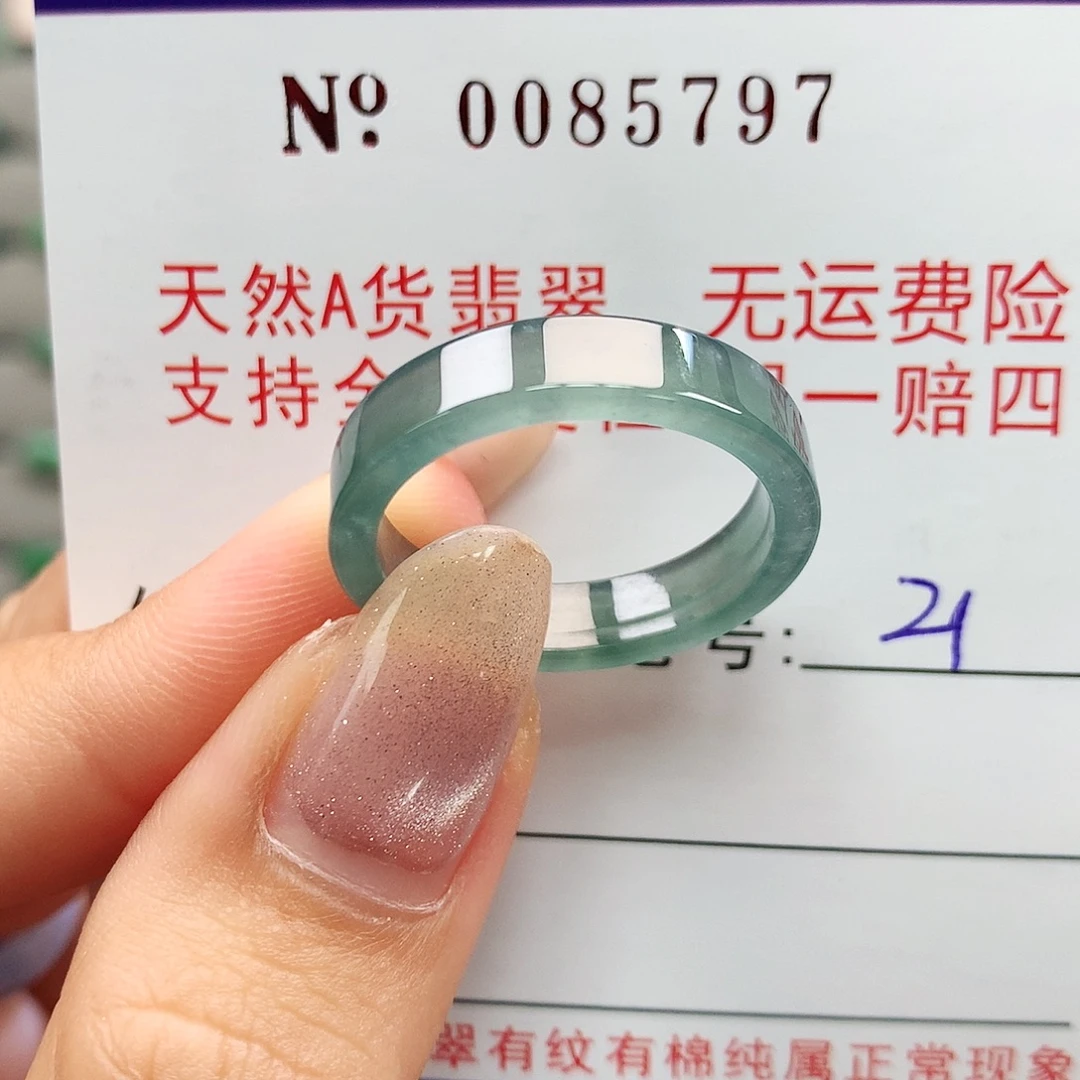 No 0085797
天然A货翡翠 无运费险
支持 一赔四
号: 21
翠有纹有棉纯属正常现象